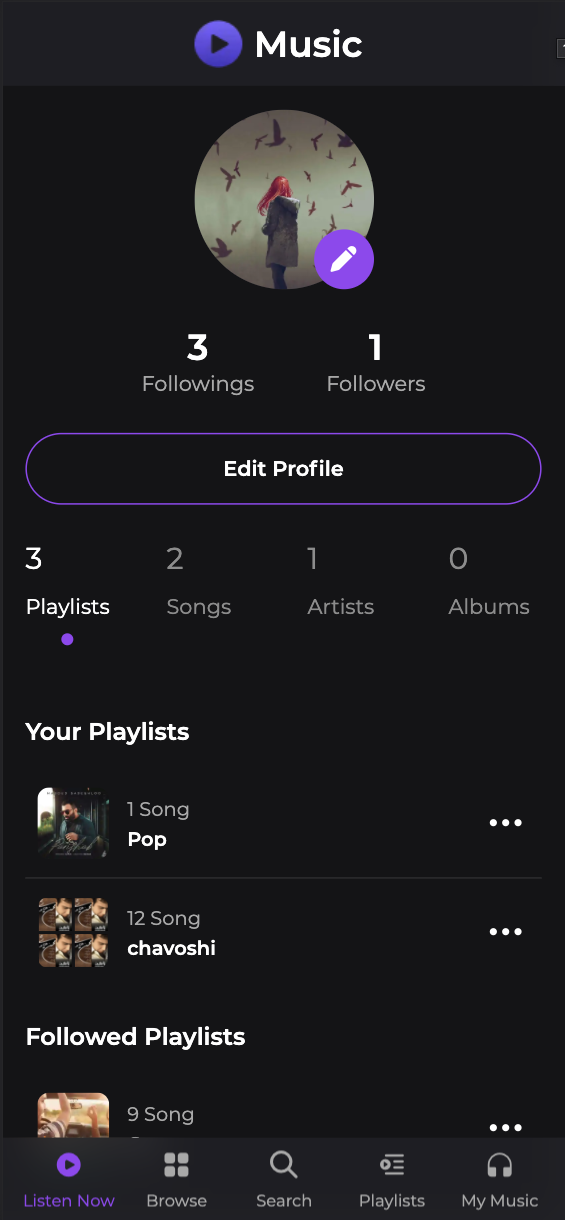 Music
3
Followings
1
Followers
Edit Profile
3
Playlists
2
Songs
1
Artists
0
Albums
Your Playlists
1 Song
Pop
12 Song
chavoshi
Followed Playlists
9 Song
Listen Now
Browse
Search
Playlists
My Music